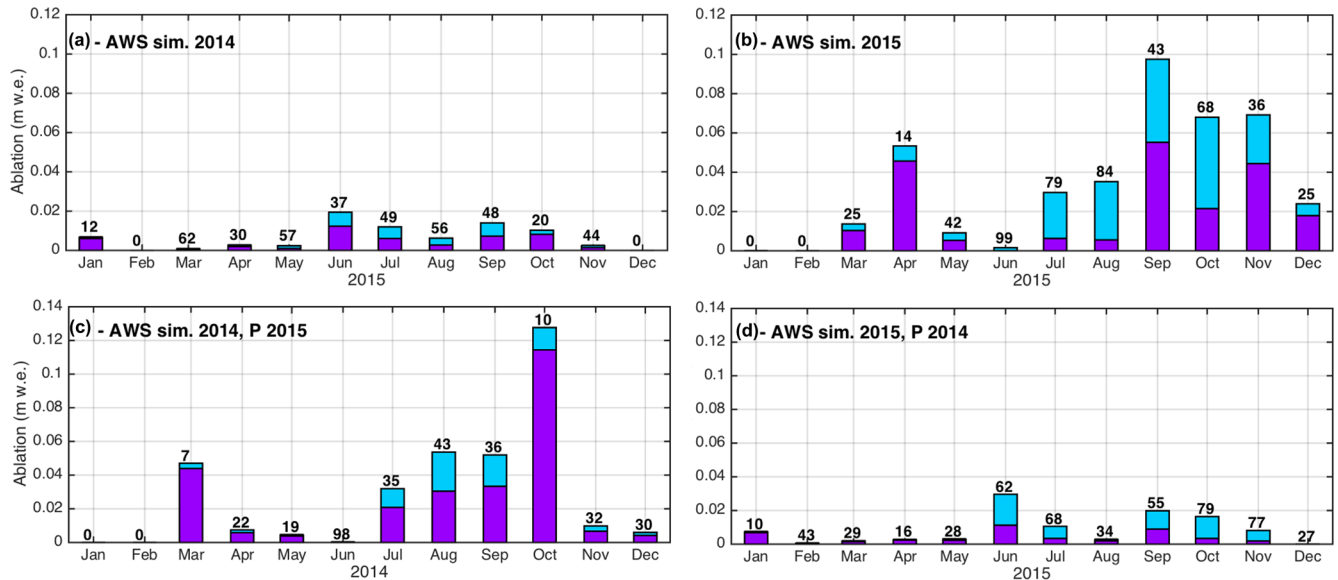 (a) - AWS sim. 2014
0.12
0.1
0.08
0.06
0.04
0.02
0
Ablation (m w.e.)
12 0 62 30 57 37 49 56 48 20 44 0
Jan Feb Mar Apr May Jun Jul Aug Sep Oct Nov Dec
2015
(b) - AWS sim. 2015
0.12
0.1
0.08
0.06
0.04
0.02
0
0 0 25 14 42 99 79 84 43 68 36 25
Jan Feb Mar Apr May Jun Jul Aug Sep Oct Nov Dec
2015
(c) - AWS sim. 2014, P 2015
0.14
0.12
0.1
0.08
0.06
0.04
0.02
0
Ablation (m w.e.)
0 0 7 22 19 98 35 43 36 10 32 30
Jan Feb Mar Apr May Jun Jul Aug Sep Oct Nov Dec
2014
(d) - AWS sim. 2015, P 2014
0.14
0.12
0.1
0.08
0.06
0.04
0.02
0
10 43 29 16 28 62 68 34 55 79 77 27
Jan Feb Mar Apr May Jun Jul Aug Sep Oct Nov Dec
2015